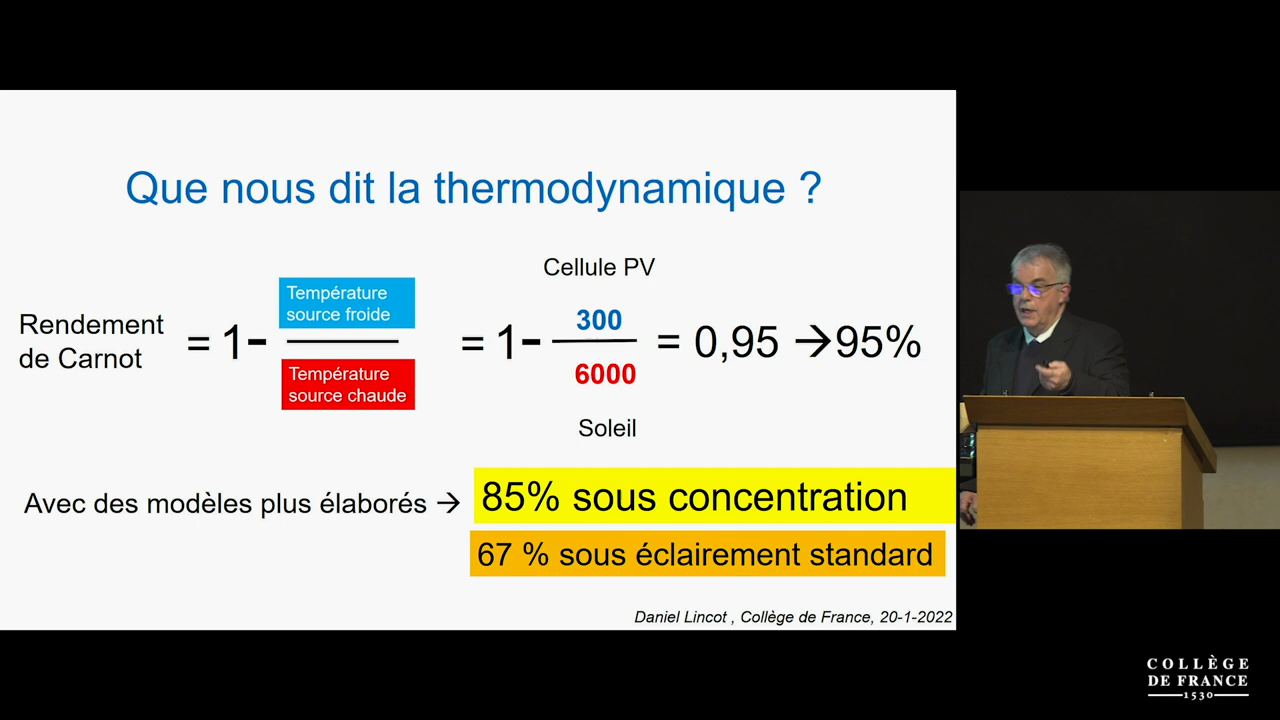 Que nous dit la thermodynamique ?
Cellule PV
Rendement
de Carnot
= 1-
Température
source froide
Température
source chaude
= 1-
300
6000
= 0,95 →95%
Soleil
Avec des modèles plus élaborés →
85% sous concentration
67 % sous éclairement standard
Daniel Lincot , Collège de France, 20-1-2022
COLLÈGE
DE FRANCE
1530